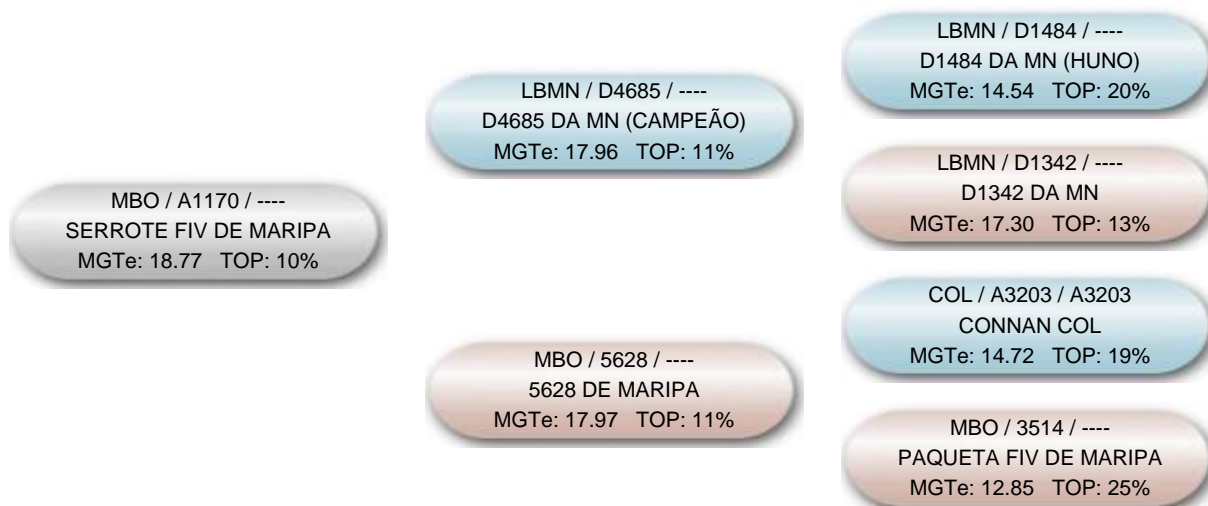 LBMN / D1484 / ----
D1484 DA MN (HUNO)
MGTe: 14.54 TOP: 20%
LBMN / D4685 / ----
D4685 DA MN (CAMPEÃO)
MGTe: 17.96 TOP: 11%
LBMN / D1342 / ----
D1342 DA MN
MGTe: 17.30 TOP: 13%
MBO / A1170 / ----
SERROTE FIV DE MARIPA
MGTe: 18.77 TOP: 10%
COL / A3203 / A3203
CONNAN COL
MGTe: 14.72 TOP: 19%
MBO / 5628 / ----
5628 DE MARIPA
MGTe: 17.97 TOP: 11%
MBO / 3514 / ----
PAQUETA FIV DE MARIPA
MGTe: 12.85 TOP: 25%